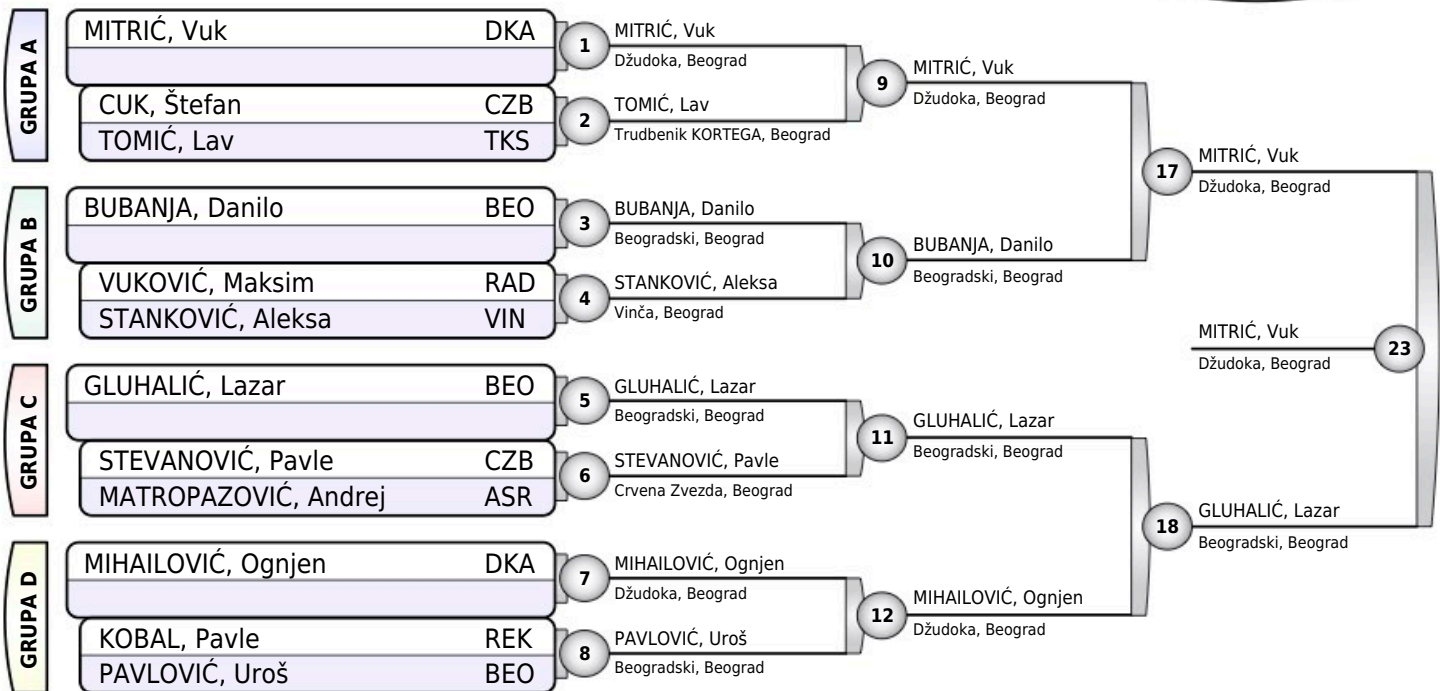 GRUPA A
MITRIĆ, Vuk DKA
CUK, Štefan CZB
TOMIĆ, Lav TKS
GRUPA B
BUBANJA, Danilo BEO
VUKOVIĆ, Maksim RAD
STANKOVIĆ, Aleksa VIN
GRUPA C
GLUHALIĆ, Lazar BEO
STEVANOVIĆ, Pavle CZB
MATROPAZOVIĆ, Andrej ASR
GRUPA D
MIHAILOVIĆ, Ognjen DKA
KOBAL, Pavle REK
PAVLOVIĆ, Uroš BEO
1
MITRIĆ, Vuk
Džudoka, Beograd
2
TOMIĆ, Lav
Trudbenik KORTEGA, Beograd
3
BUBANJA, Danilo
Beogradski, Beograd
4
STANKOVIĆ, Aleksa
Vinča, Beograd
5
GLUHALIĆ, Lazar
Beogradski, Beograd
6
STEVANOVIĆ, Pavle
Crvena Zvezda, Beograd
7
MIHAILOVIĆ, Ognjen
Džudoka, Beograd
8
PAVLOVIĆ, Uroš
Beogradski, Beograd
9
MITRIĆ, Vuk
Džudoka, Beograd
10
BUBANJA, Danilo
Beogradski, Beograd
11
GLUHALIĆ, Lazar
Beogradski, Beograd
12
MIHAILOVIĆ, Ognjen
Džudoka, Beograd
17
MITRIĆ, Vuk
Džudoka, Beograd
18
GLUHALIĆ, Lazar
Beogradski, Beograd
MITRIĆ, Vuk
Džudoka, Beograd
23